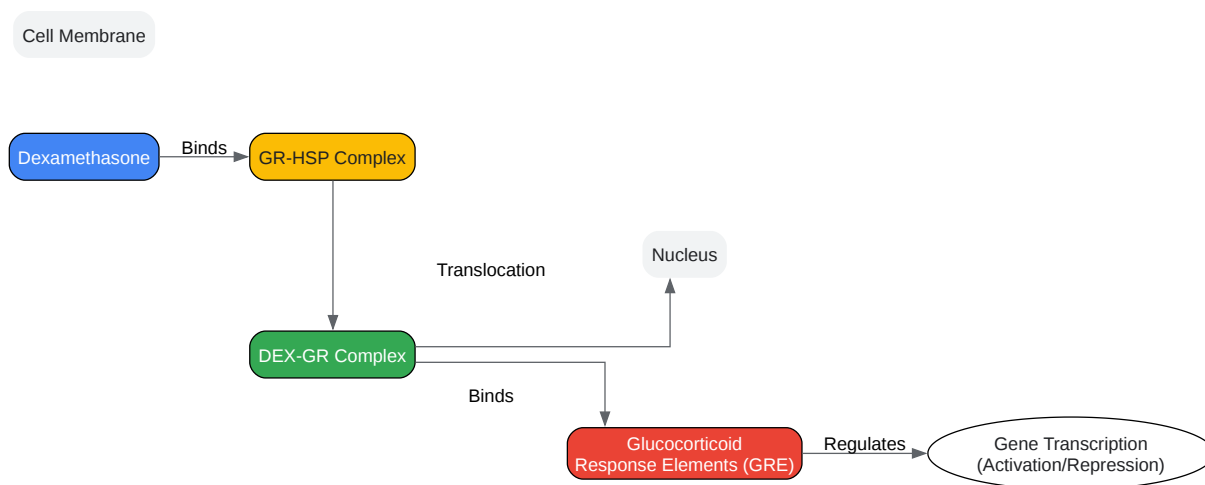 Cell Membrane
Dexamethasone
Binds
GR-HSP Complex
Nucleus
Translocation
DEX-GR Complex
Binds
Glucocorticoid
Response Elements (GRE)
Regulates
Gene Transcription
(Activation/Repression)